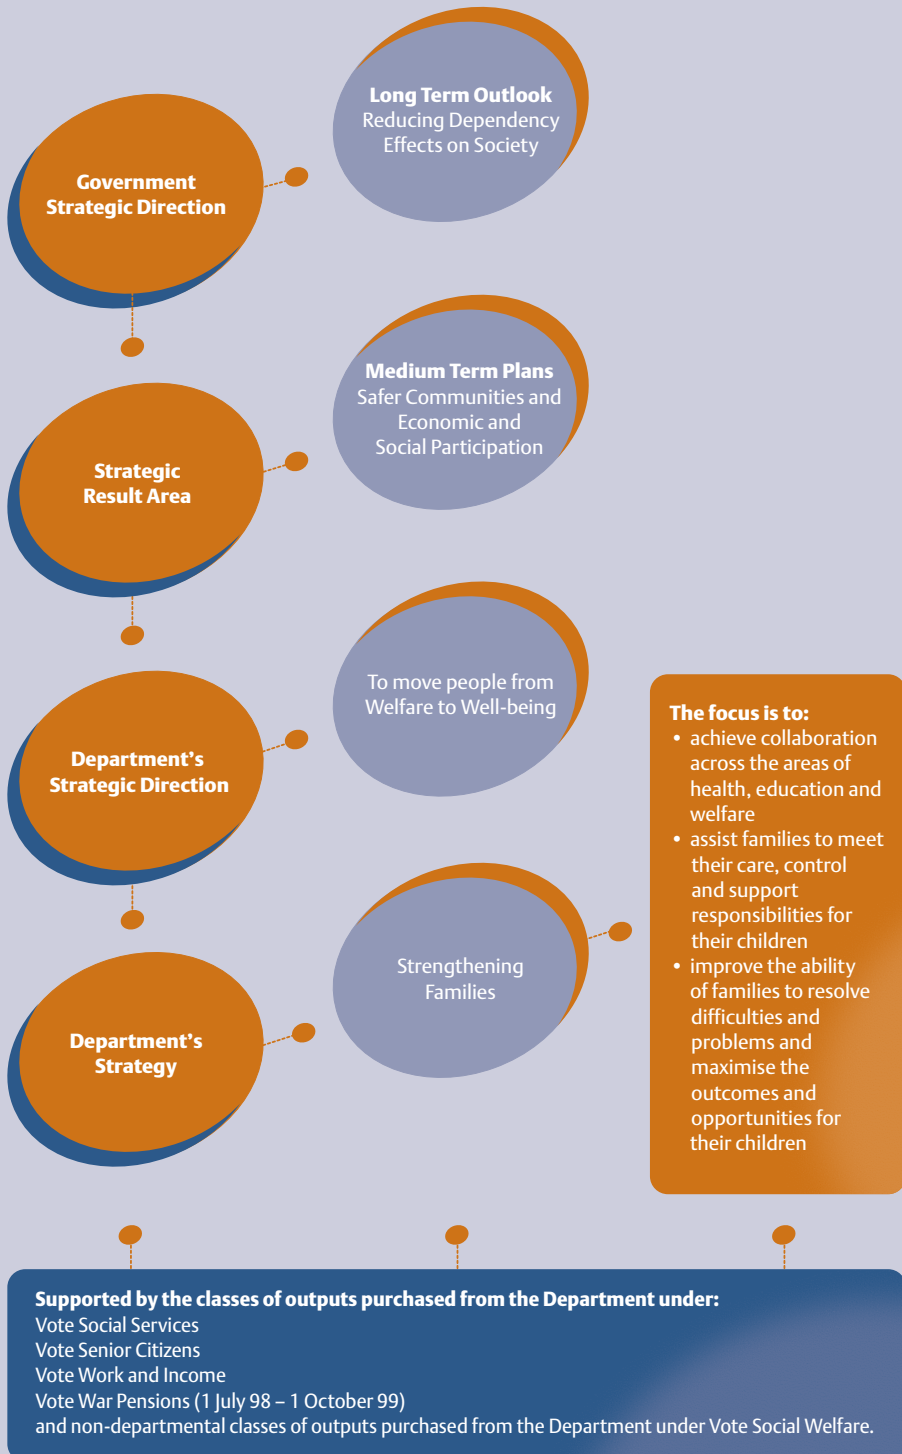 Government
Strategic Direction
Long Term Outlook
Reducing Dependency
Effects on Society
Strategic
Result Area
Medium Term Plans
Safer Communities and
Economic and
Social Participation
Department’s
Strategic Direction
To move people from
Welfare to Well-being
Department’s
Strategy
Strengthening
Families
The focus is to:
• achieve collaboration
across the areas of
health, education and
welfare
• assist families to meet
their care, control
and support
responsibilities for
their children
• improve the ability
of families to resolve
difficulties and
problems and
maximise the
outcomes and
opportunities for
their children
Supported by the classes of outputs purchased from the Department under:
Vote Social Services
Vote Senior Citizens
Vote Work and Income
Vote War Pensions (1 July 98 – 1 October 99)
and non-departmental classes of outputs purchased from the Department under Vote Social Welfare.